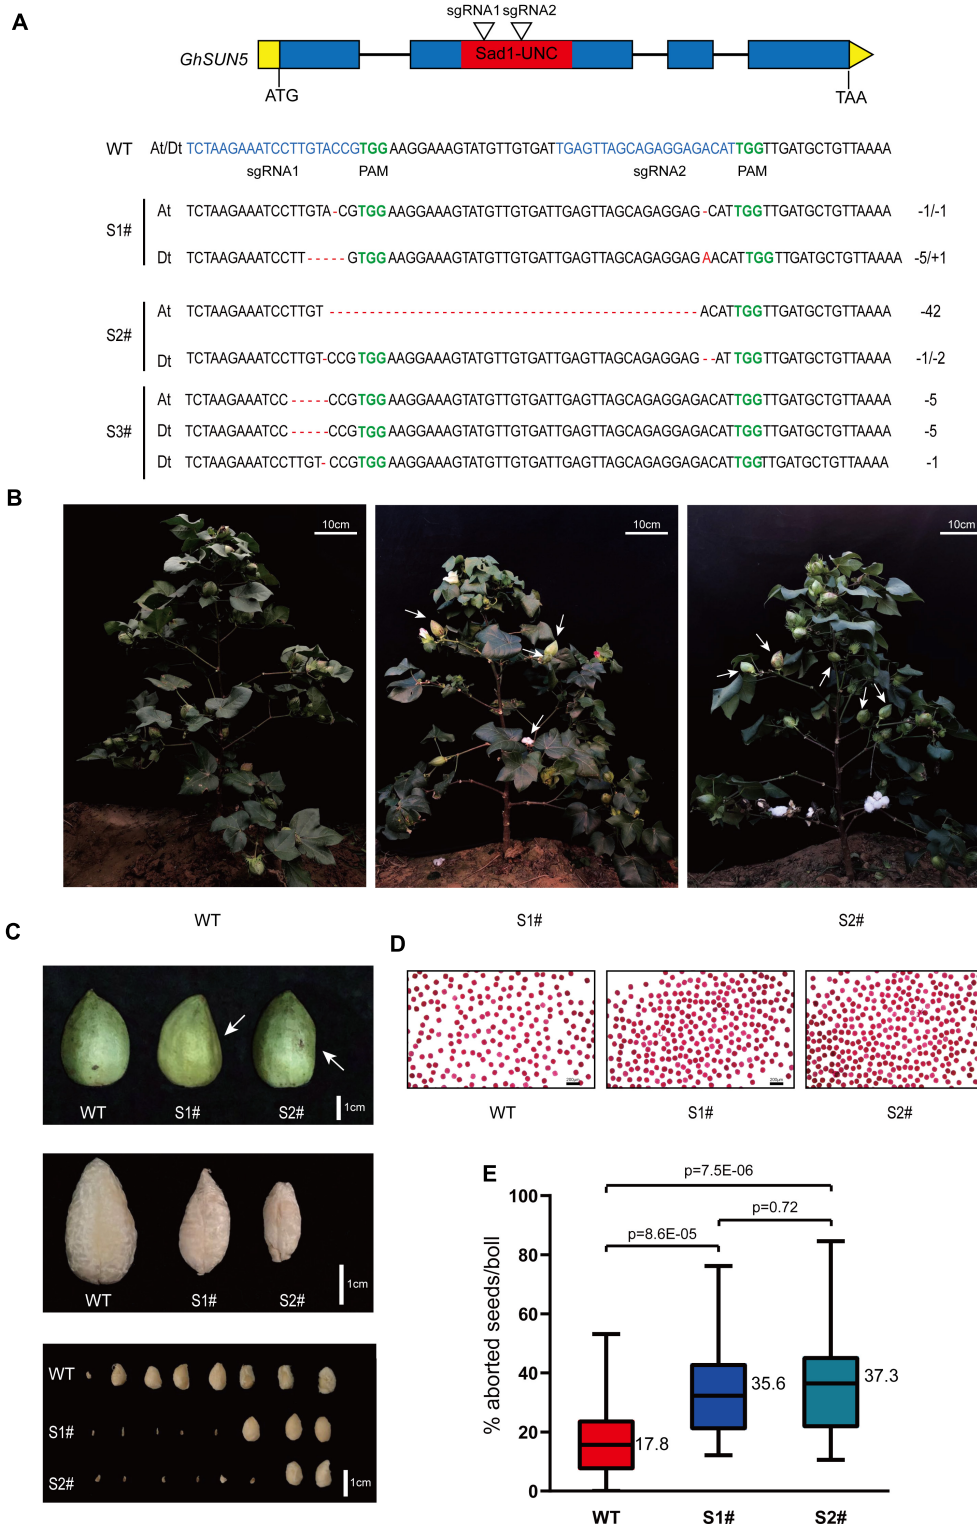 A
sgRNA1 sgRNA2
GhSUN5
Sad1-UNC
ATG
TAA
WT At/Dt TCTAAGAAATCCTTGTACCGTGGAAGGAAAGTATGTTGTGATTGAGTTAGCAGAGGAGACATTGGTTGATGCTGTTAAAA
sgRNA1 PAM sgRNA2 PAM
S1#
At TCTAAGAAATCCTTGTA-CGTGGAAGGAAAGTATGTTGTGATTGAGTTAGCAGAGGAG-CATTGGTTGATGCTGTTAAAA -1/-1
Dt TCTAAGAAATCCTT-----GTGGAAGGAAAGTATGTTGTGATTGAGTTAGCAGAGGAGAACATTGGTTGATGCTGTTAAAA -5/+1
S2#
At TCTAAGAAATCCTTGT------------------------------------------ACATTGGTTGATGCTGTTAAAA -42
Dt TCTAAGAAATCCTTGT-CCGTGGAAGGAAAGTATGTTGTGATTGAGTTAGCAGAGGAG--ATTGGTTGATGCTGTTAAAA -1/-2
S3#
At TCTAAGAAATCC-----CCGTGGAAGGAAAGTATGTTGTGATTGAGTTAGCAGAGGAGACATTGGTTGATGCTGTTAAAA -5
Dt TCTAAGAAATCC-----CCGTGGAAGGAAAGTATGTTGTGATTGAGTTAGCAGAGGAGACATTGGTTGATGCTGTTAAAA -5
Dt TCTAAGAAATCCTTGT-CCGTGGAAGGAAAGTATGTTGTGATTGAGTTAGCAGAGGAGACATTGGTTGATGCTGTTAAAA -1
B
10cm 10cm 10cm
WT S1# S2#
C
WT S1# S2# 1cm
WT S1# S2# 1cm
WT
S1#
S2# 1cm
D
200μm 200μm
WT S1# S2#
E
p=7.5E-06
p=0.72
p=8.6E-05
% aborted seeds/boll
100
80
60
40
20
0
17.8
35.6
37.3
WT S1# S2#